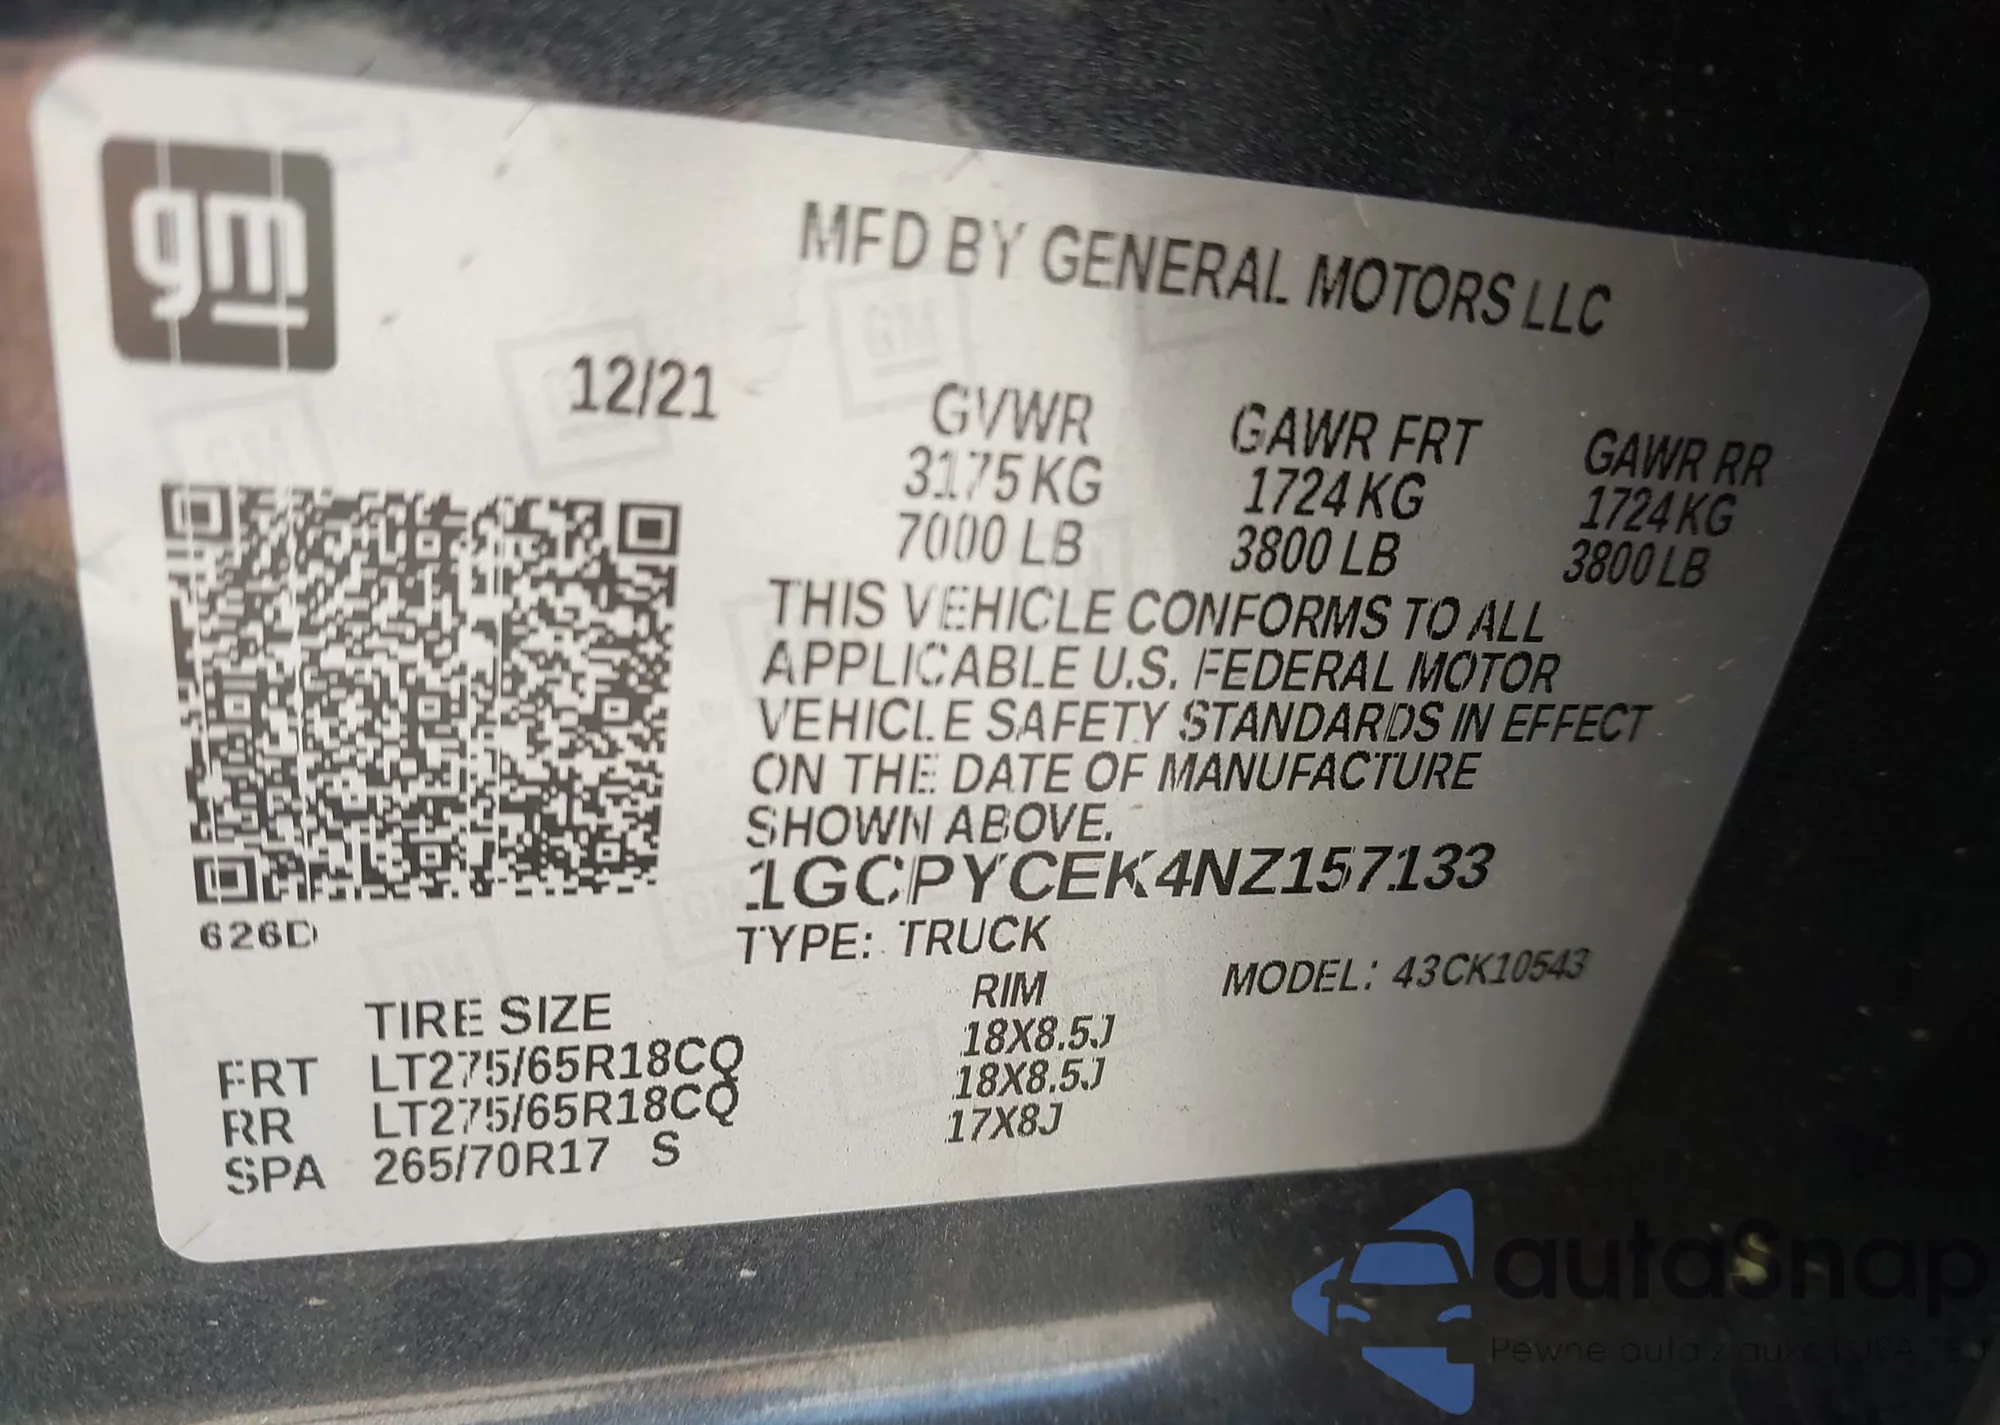 gm
MFD BY GENERAL MOTORS LLC
12/21
GVWR GAWR FRT GAWR RR
3175 KG 1724 KG 1724 KG
7000 LB 3800 LB 3800 LB
THIS VEHICLE CONFORMS TO ALL
APPLICABLE U.S. FEDERAL MOTOR
VEHICLE SAFETY STANDARDS IN EFFECT
ON THE DATE OF MANUFACTURE
SHOWN ABOVE.
1GCPYCEK4NZ157133
626D
TYPE: TRUCK MODEL: 43CK10543
TIRE SIZE RIM
FRT LT275/65R18CQ 18X8.5J
RR LT275/65R18CQ 18X8.5J
SPA 265/70R17 S 17X8J
autaSnap
Pewne auta z